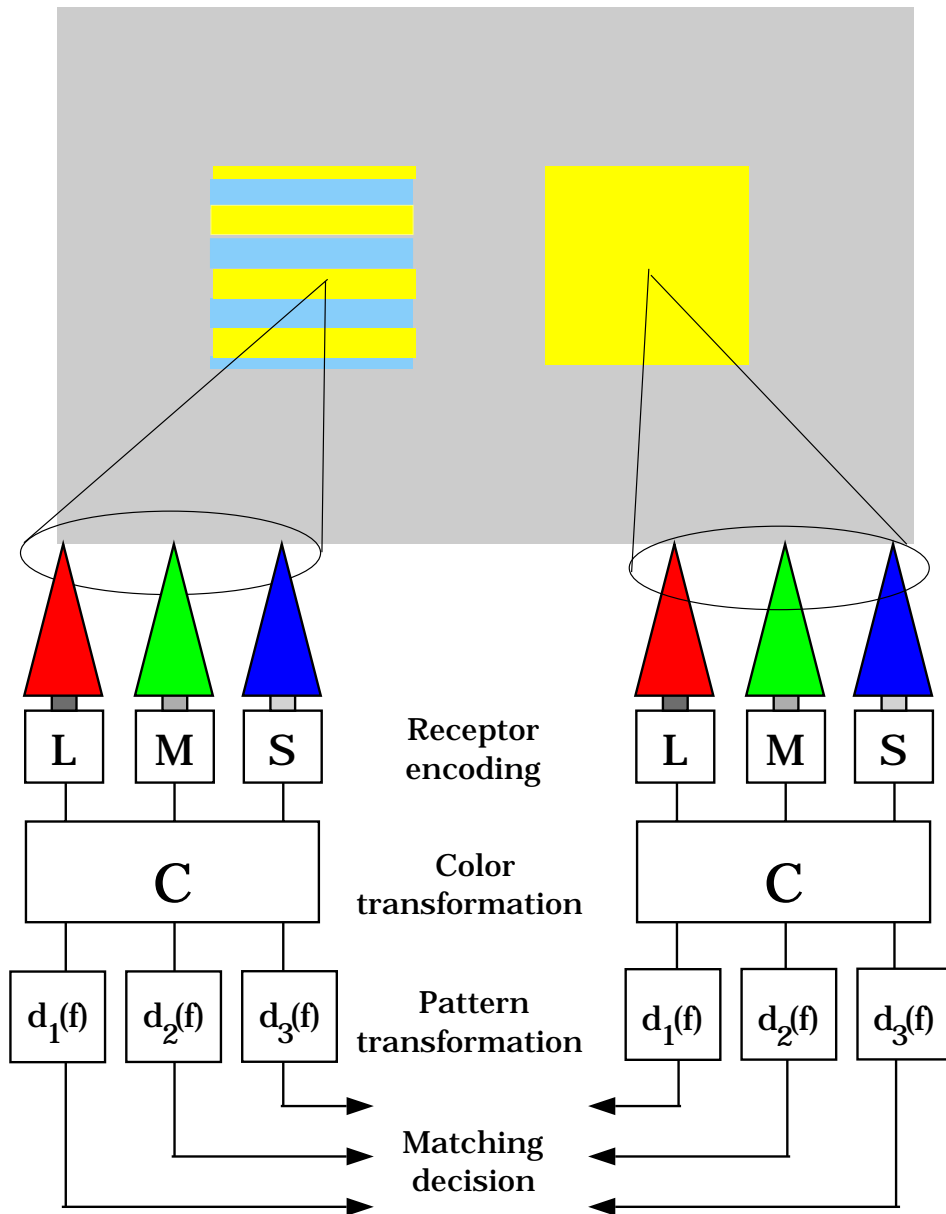 L M S
Receptor
encoding
L M S
C
Color
transformation
C
d1(f) d2(f) d3(f)
Pattern
transformation
d1(f) d2(f) d3(f)
Matching
decision